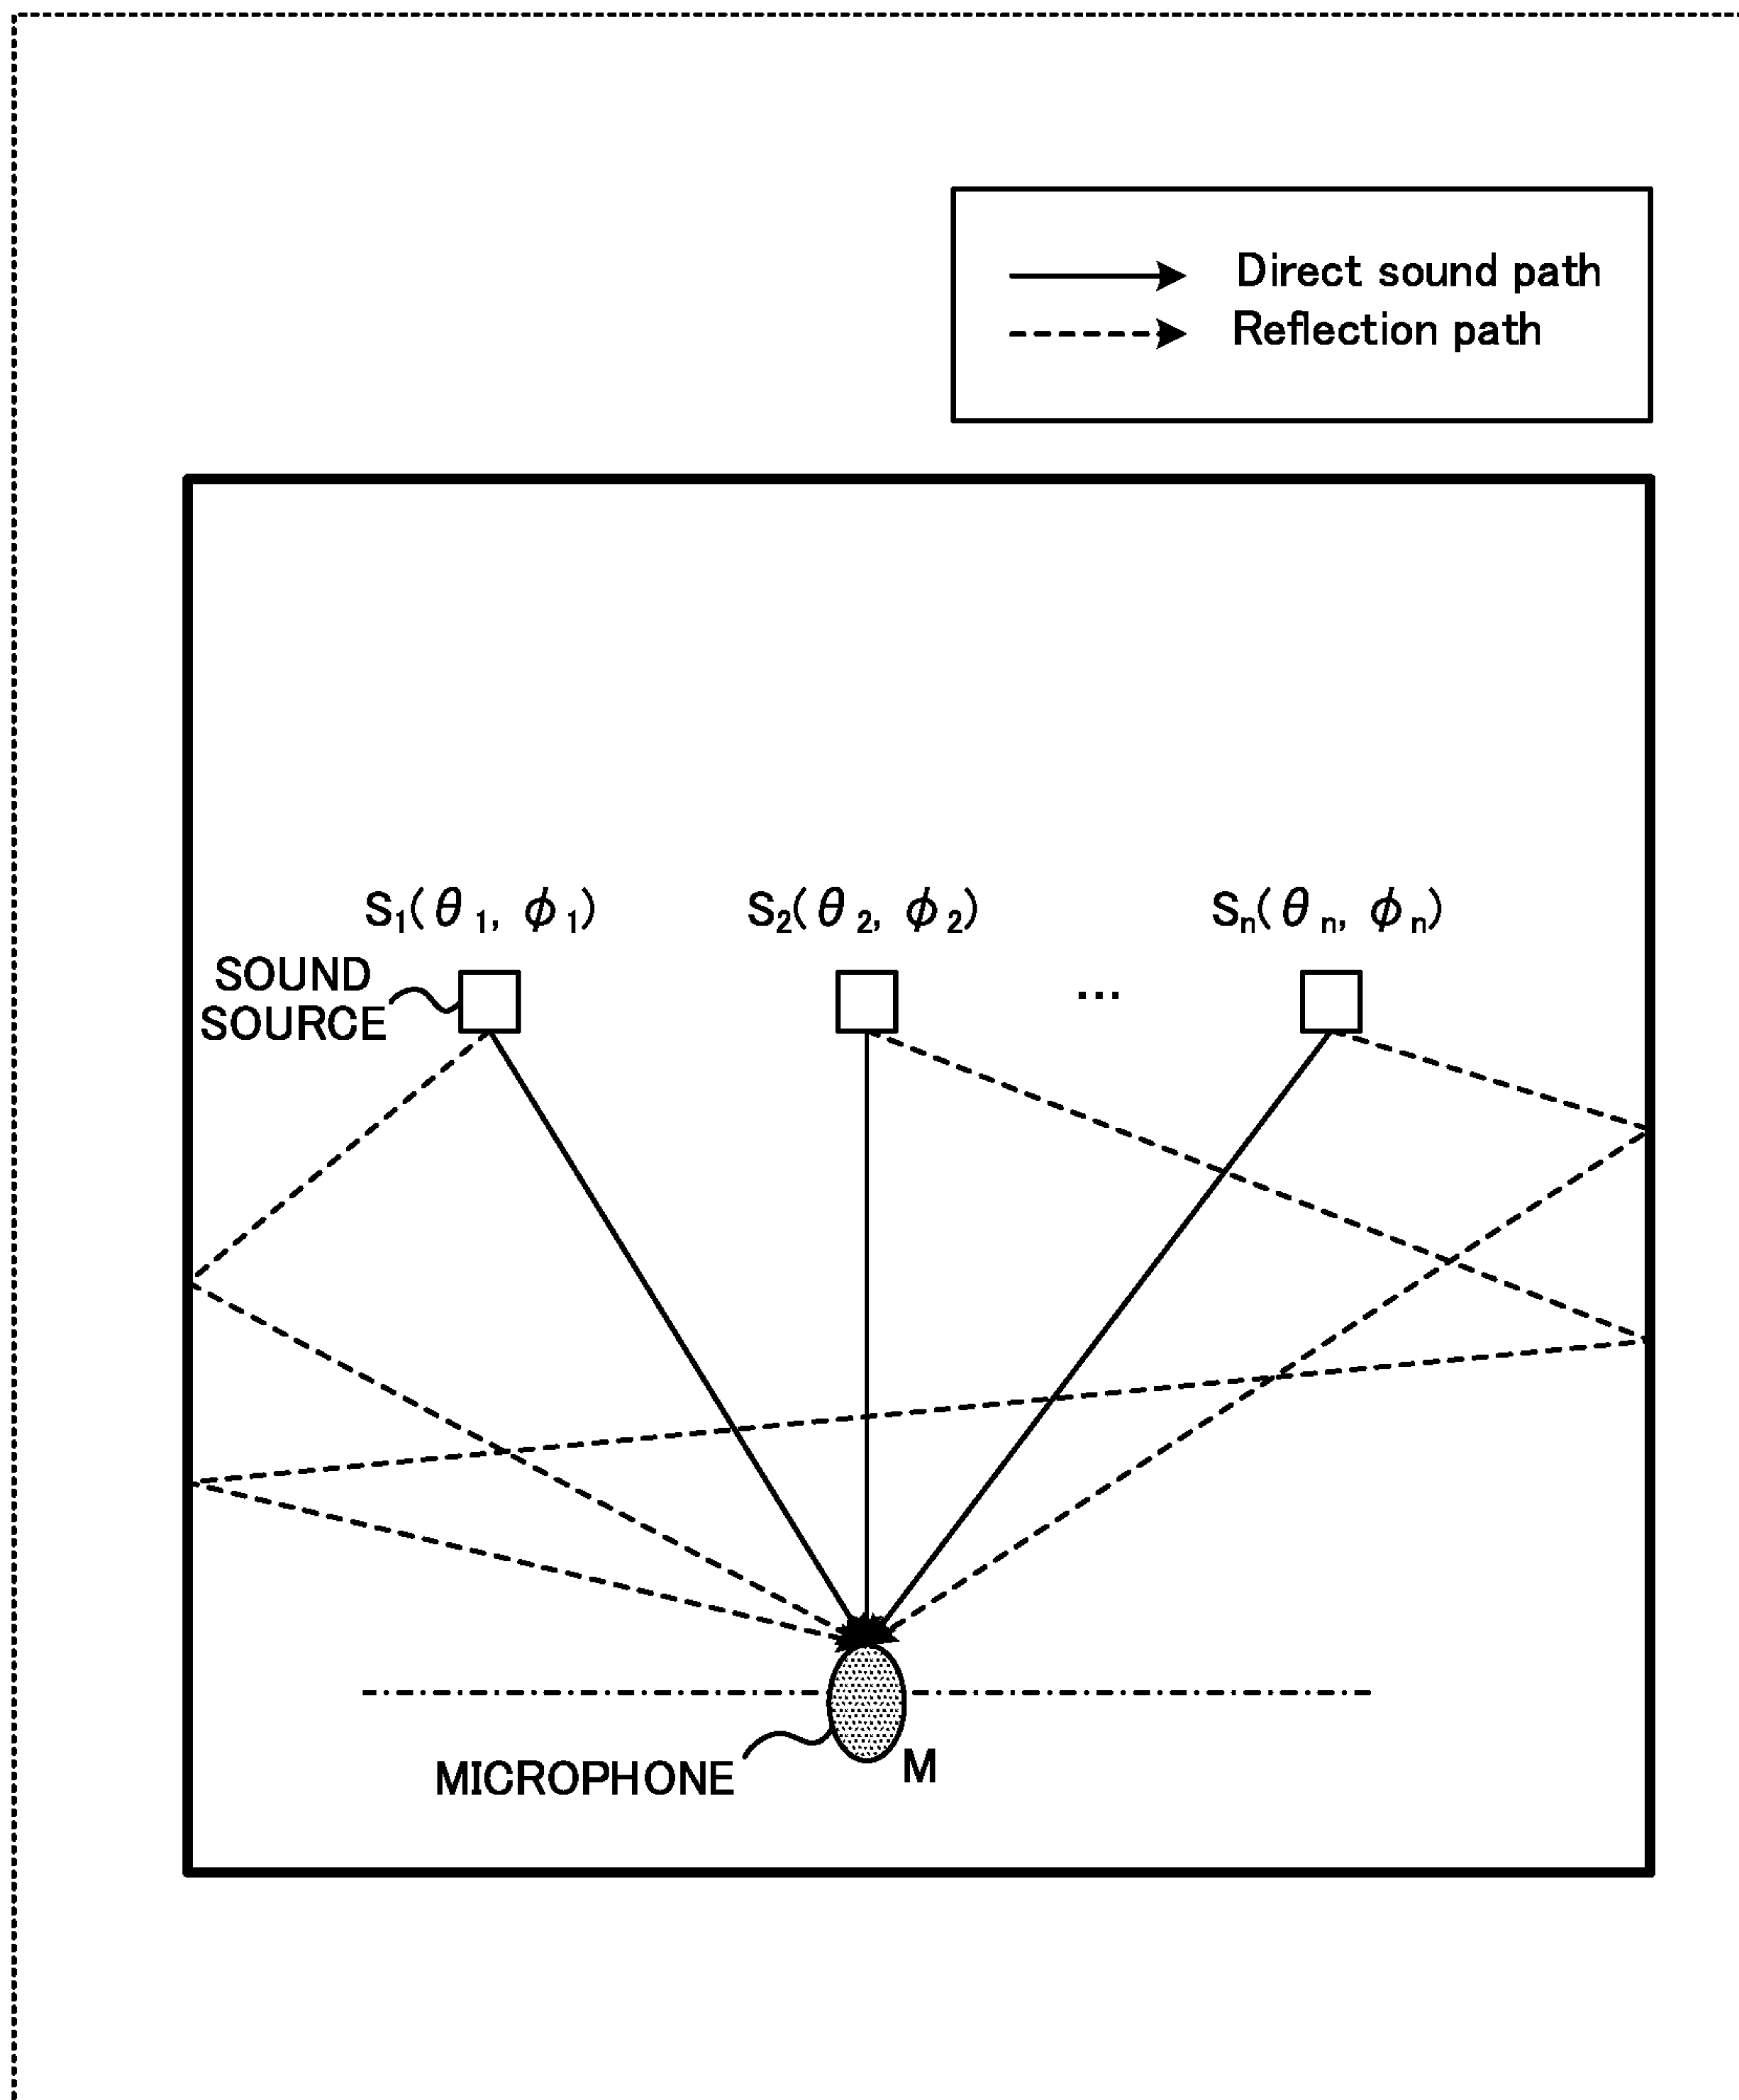 Direct sound path
Reflection path
S₁(θ₁, ϕ₁) S₂(θ₂, ϕ₂) Sₙ(θₙ, ϕₙ)
SOUND
SOURCE
...
MICROPHONE
M